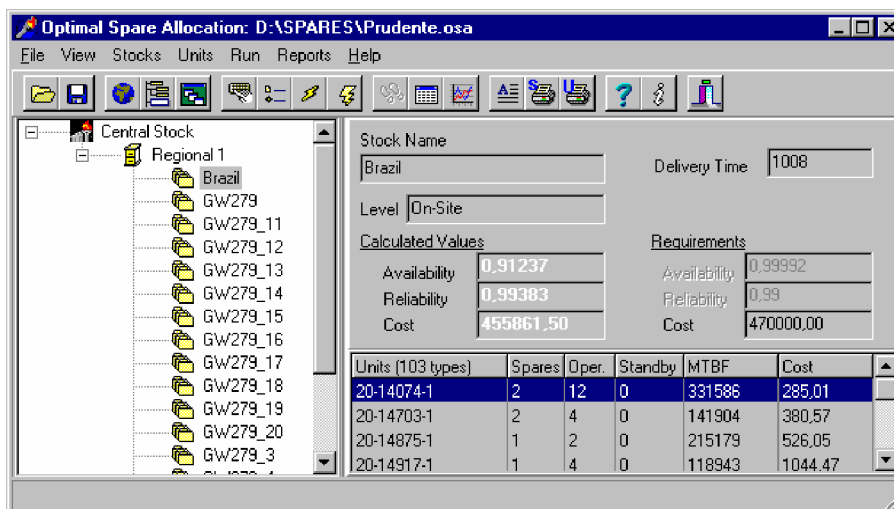 Optimal Spare Allocation: D:\SPARES\Prudente.osa
File View Stocks Units Run Reports Help
Central Stock
Regional 1
Brazil
GW279
GW279_11
GW279_12
GW279_13
GW279_14
GW279_15
GW279_16
GW279_17
GW279_18
GW279_19
GW279_20
GW279_3
Stock Name
Brazil
Delivery Time 1008
Level On-Site
Calculated Values
Availability 0,91237
Reliability 0,99383
Cost 455861,50
Requirements
Availability 0,99992
Reliability 0,99
Cost 470000,00
Units (103 types) Spares Oper. Standby MTBF Cost
20-14074-1 2 12 0 331586 285,01
20-14703-1 2 4 0 141904 380,57
20-14875-1 1 2 0 215179 526,05
20-14917-1 1 4 0 118943 1044,47